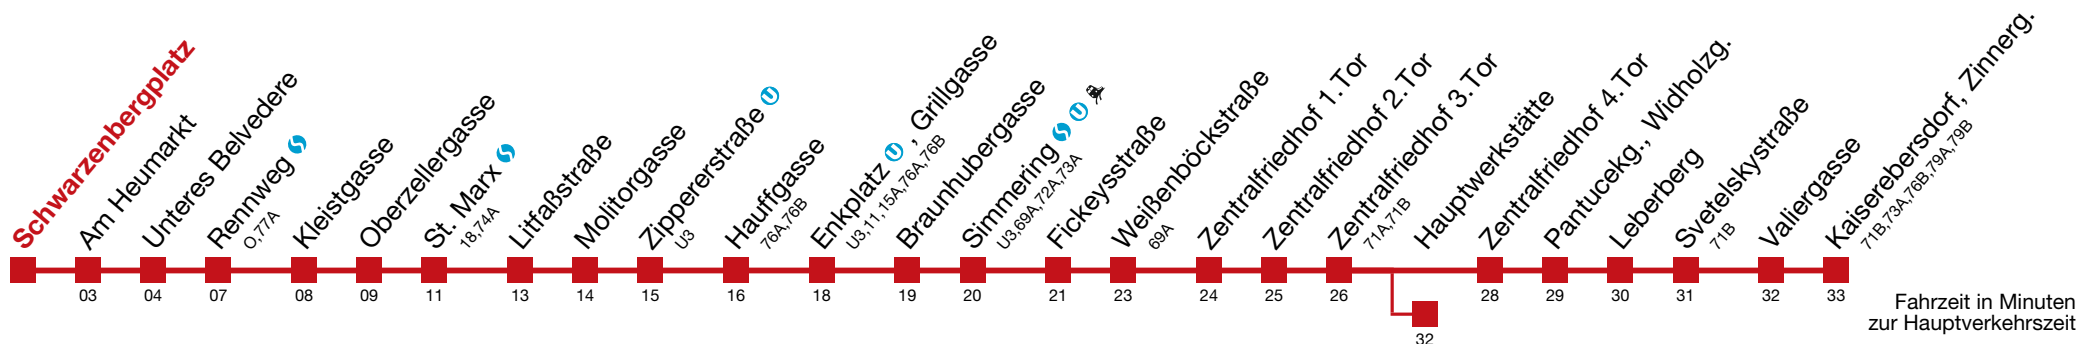 Schwarzenbergplatz
Am Heumarkt
Unteres Belvedere
Rennweg
O,77A
Kleistgasse
Oberzellergasse
St. Marx
18,74A
Litfaßstraße
Molitorgasse
Zippererstraße U
U3
Hauffgasse
76A,76B
Enkplatz U , Grillgasse
U3,11,15A,76A,76B
Braunhubergasse
Simmering U
U3,69A,72A,73A
Fickeysstraße
Weißenböckstraße
69A
Zentralfriedhof 1.Tor
Zentralfriedhof 2.Tor
Zentralfriedhof 3.Tor
71A,71B
Hauptwerkstätte
Zentralfriedhof 4.Tor
Pantucekg., Widholzg.
Leberberg
Svetelskystraße
71B
Valiergasse
Kaiserebersdorf, Zinnerg.
71B,73A,76B,79A,79B
03 04 07 08 09 11 13 14 15 16 18 19 20 21 23 24 25 26 28 29 30 31 32 33
32
Fahrzeit in Minuten
zur Hauptverkehrszeit